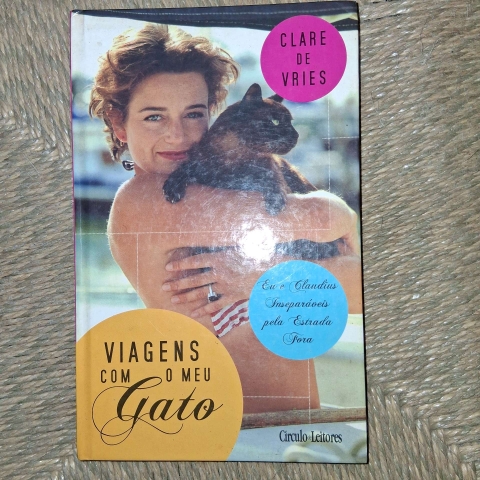 CLARE
DE
VRIES
Eu e Claudius
Inseparáveis
pela Estrada
Fora
VIAGENS
COM O MEU
Gato
Círculo Leitores